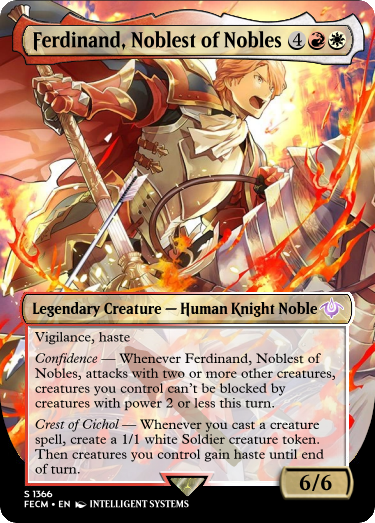 Ferdinand, Noblest of Nobles 4
Legendary Creature — Human Knight Noble
Vigilance, haste
Confidence — Whenever Ferdinand, Noblest of
Nobles, attacks with two or more other creatures,
creatures you control can't be blocked by
creatures with power 2 or less this turn.
Crest of Cichol — Whenever you cast a creature
spell, create a 1/1 white Soldier creature token.
Then creatures you control gain haste until end
of turn.
6/6
S 1366
FECM • EN INTELLIGENT SYSTEMS